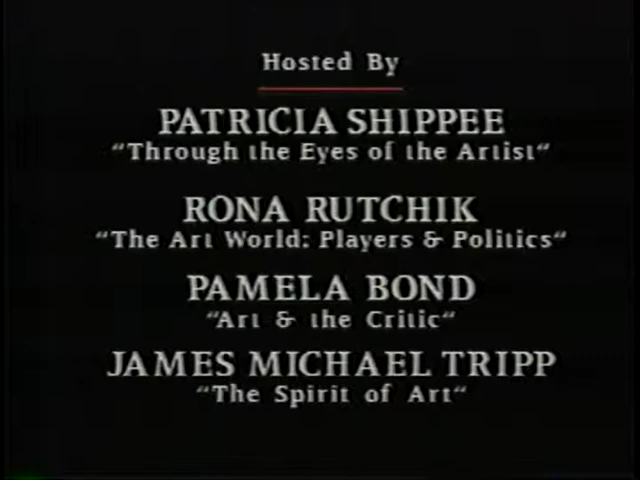 Hosted By
PATRICIA SHIPPEE
“Through the Eyes of the Artist“
RONA RUTCHIK
“The Art World: Players & Politics“
PAMELA BOND
“Art & the Critic“
JAMES MICHAEL TRIPP
“The Spirit of Art“